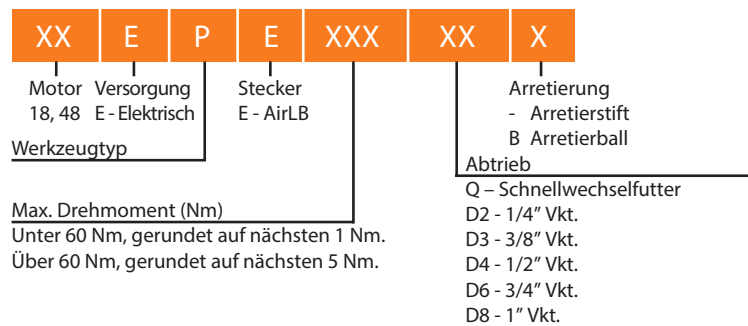 XX E P E XXX XX X
Motor Versorgung Stecker Arretierung
18, 48 E - Elektrisch E - AirLB - Arretierstift
B Arretierball
Werkzeugtyp
Abtrieb
Q – Schnellwechselfutter
Max. Drehmoment (Nm)
D2 - 1/4” Vkt.
Unter 60 Nm, gerundet auf nächsten 1 Nm.
D3 - 3/8” Vkt.
Über 60 Nm, gerundet auf nächsten 5 Nm.
D4 - 1/2” Vkt.
D6 - 3/4” Vkt.
D8 - 1” Vkt.